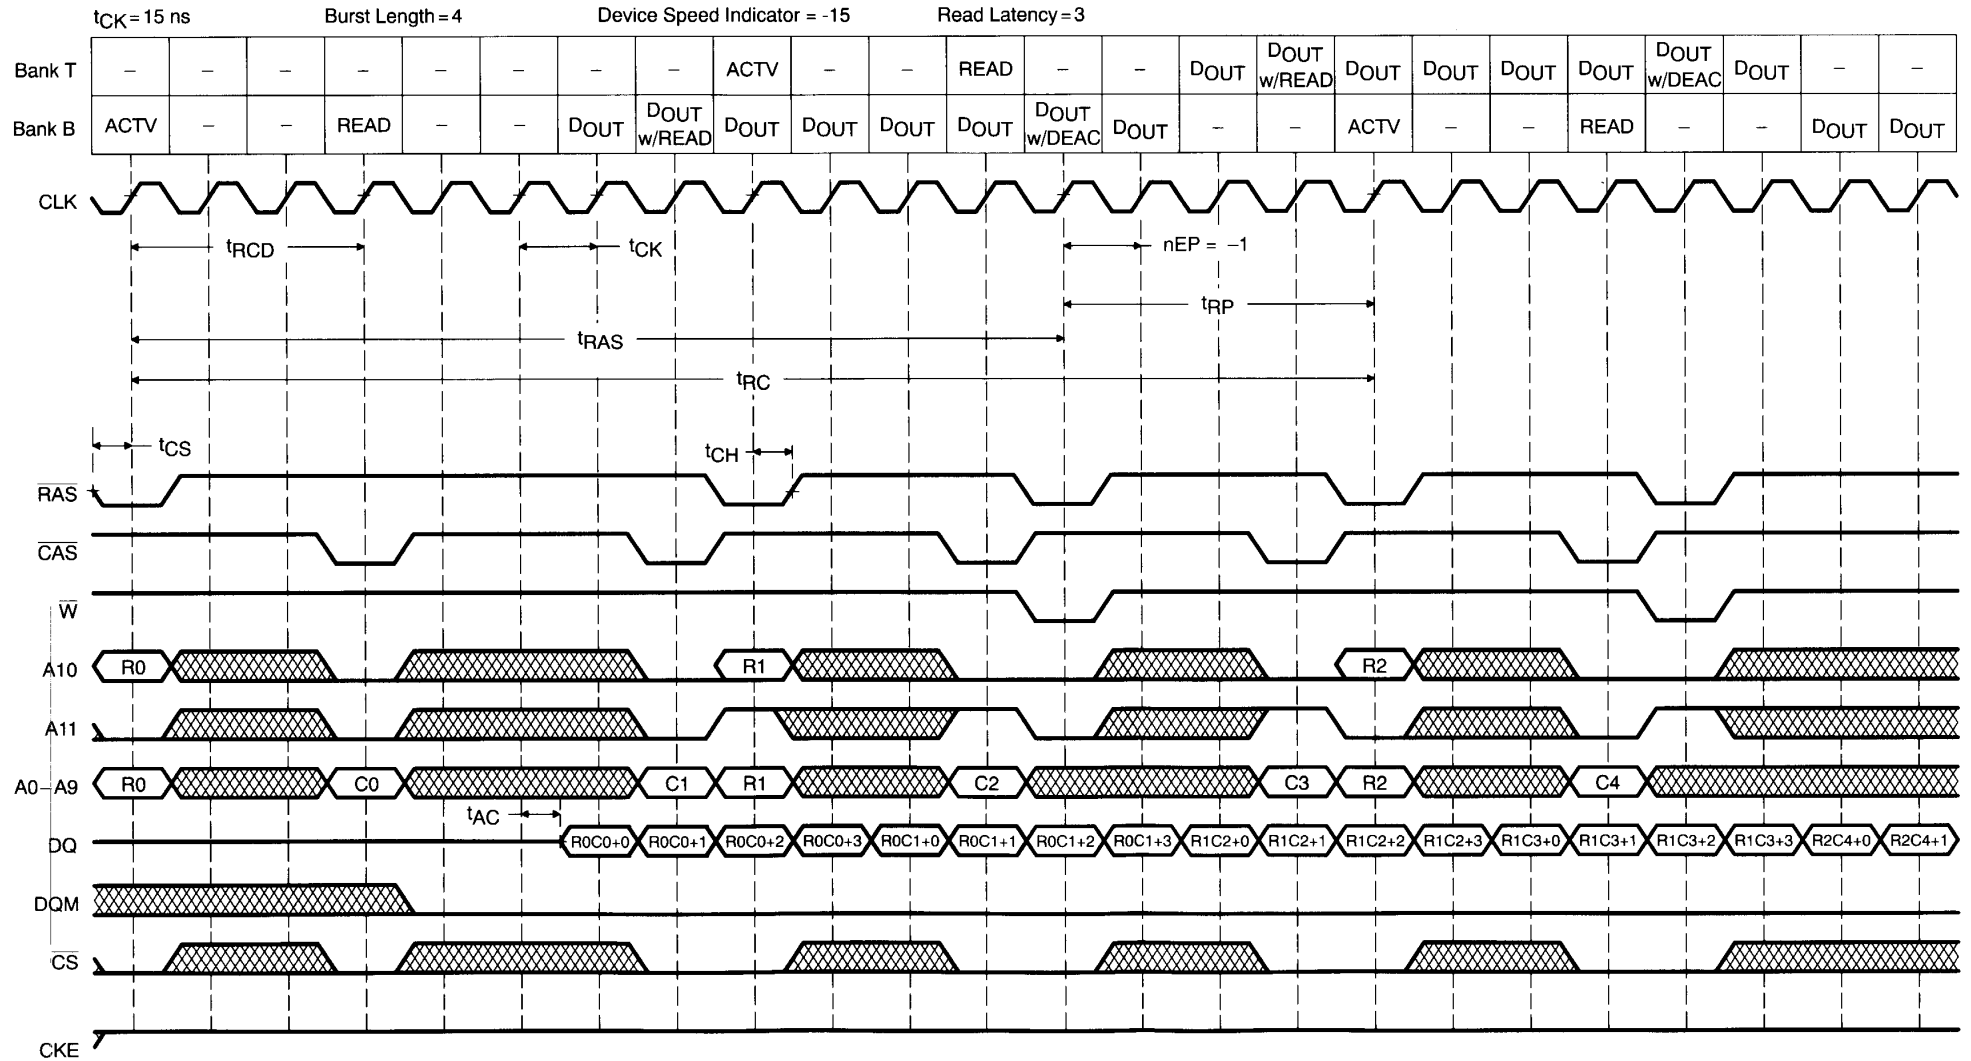 tCK = 15 ns Burst Length = 4 Device Speed Indicator = -15 Read Latency = 3
Bank T – – – – – – – – ACTV – – READ – – DOUT DOUT w/READ DOUT DOUT DOUT DOUT DOUT w/DEAC DOUT – –
Bank B ACTV – – READ – – DOUT DOUT w/READ DOUT DOUT DOUT DOUT DOUT w/DEAC DOUT – – ACTV – – READ – – DOUT DOUT
CLK
tRCD tCK nEP = –1
tRP
tRAS
tRC
tCS tCH
RAS
CAS
W
A10 R0 R1 R2
A11
A0–A9 R0 C0 C1 R1 C2 C3 R2 C4
tAC
DQ R0C0+0 R0C0+1 R0C0+2 R0C0+3 R0C1+0 R0C1+1 R0C1+2 R0C1+3 R1C2+0 R1C2+1 R1C2+2 R1C2+3 R1C3+0 R1C3+1 R1C3+2 R1C3+3 R2C4+0 R2C4+1
DQM
CS
CKE